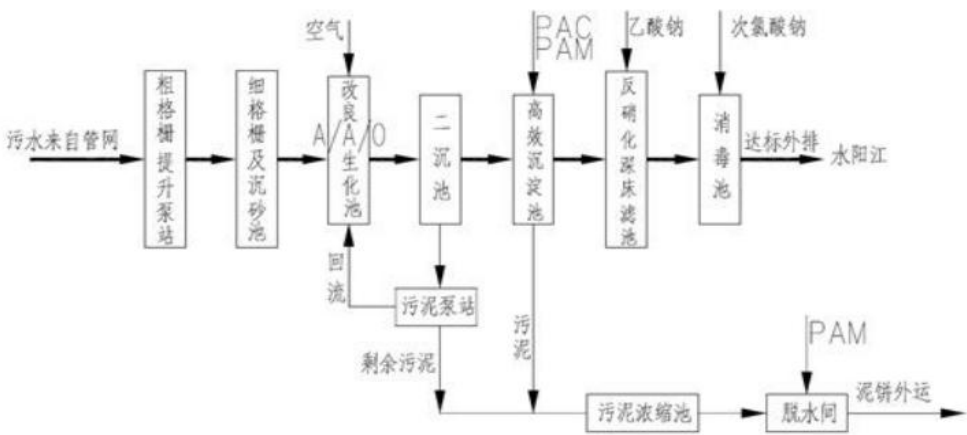 空气
PAC
PAM
乙酸钠
次氯酸钠
污水来自管网
粗格栅提升泵站
细格栅及沉砂池
改良A/A/O生化池
二沉池
高效沉淀池
反硝化深床滤池
消毒池
达标外排
水阳江
回流
污泥泵站
剩余污泥
污泥
PAM
污泥浓缩池
脱水间
泥饼外运